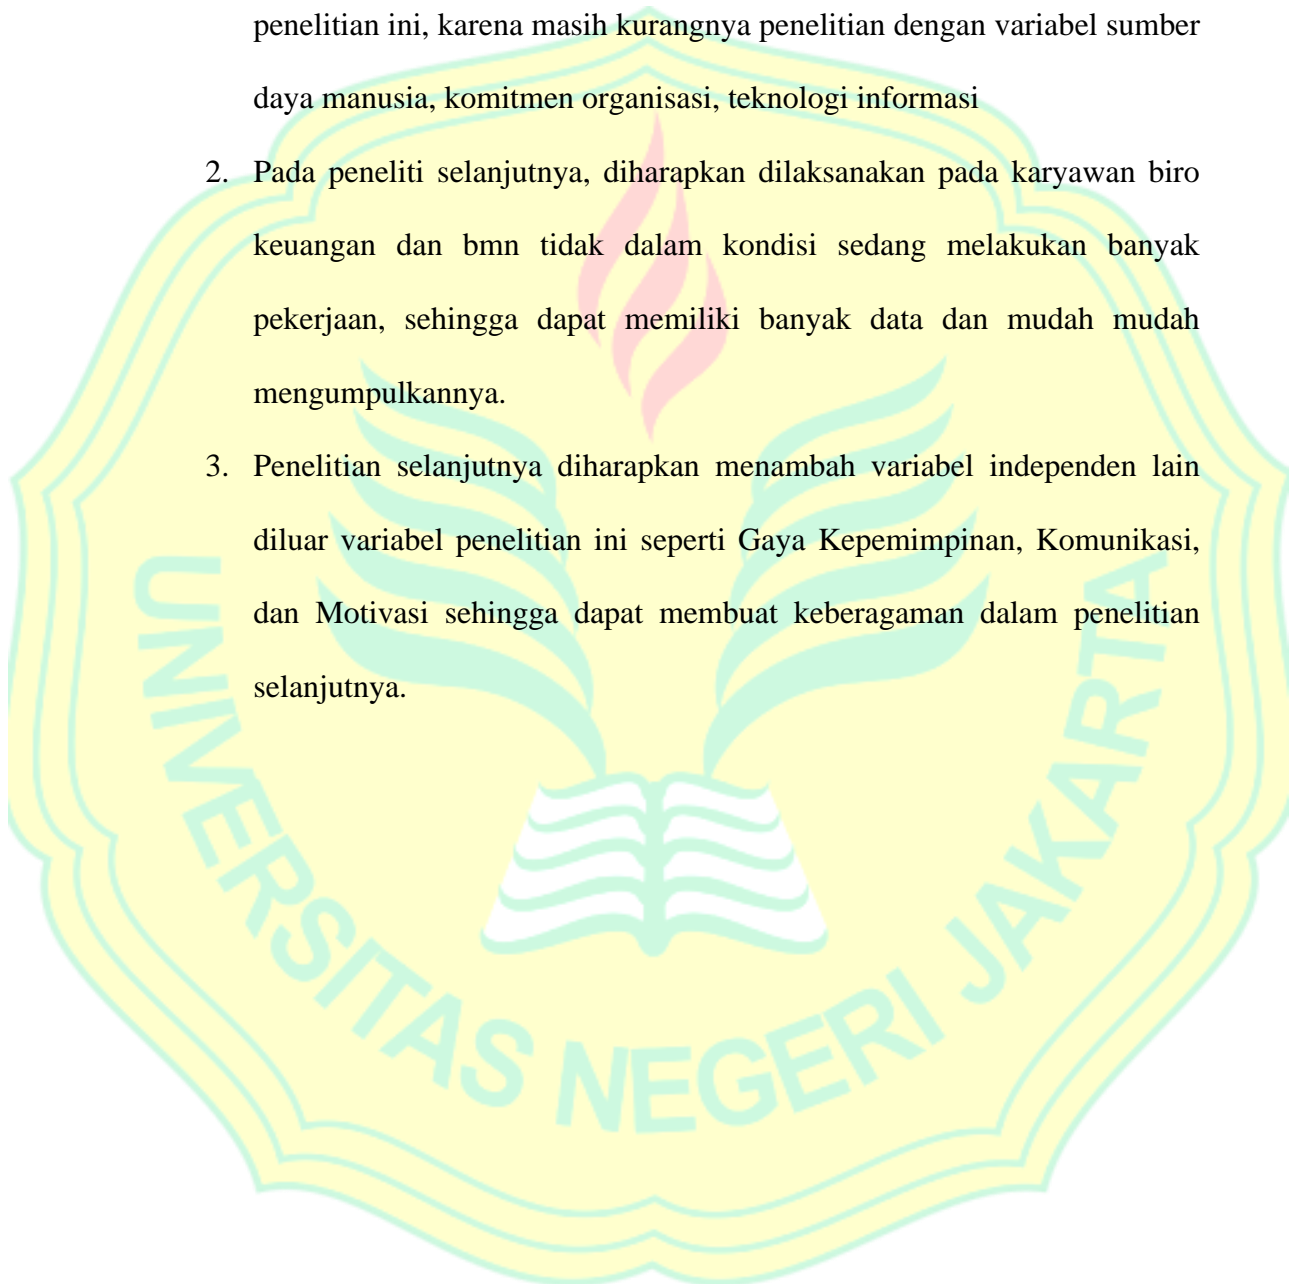 penelitian ini, karena masih kurangnya penelitian dengan variabel sumber
daya manusia, komitmen organisasi, teknologi informasi
2. Pada peneliti selanjutnya, diharapkan dilaksanakan pada karyawan biro
keuangan dan bmn tidak dalam kondisi sedang melakukan banyak
pekerjaan, sehingga dapat memiliki banyak data dan mudah mudah
mengumpulkannya.
3. Penelitian selanjutnya diharapkan menambah variabel independen lain
diluar variabel penelitian ini seperti Gaya Kepemimpinan, Komunikasi,
dan Motivasi sehingga dapat membuat keberagaman dalam penelitian
selanjutnya.
UNIVERSITAS NEGERI JAKARTA